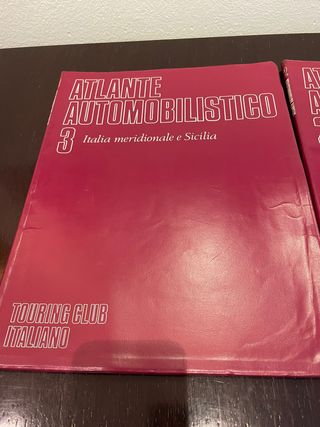 ATLANTE
AUTOMOBILISTICO
3 Italia meridionale e Sicilia
TOURING CLUB
ITALIANO